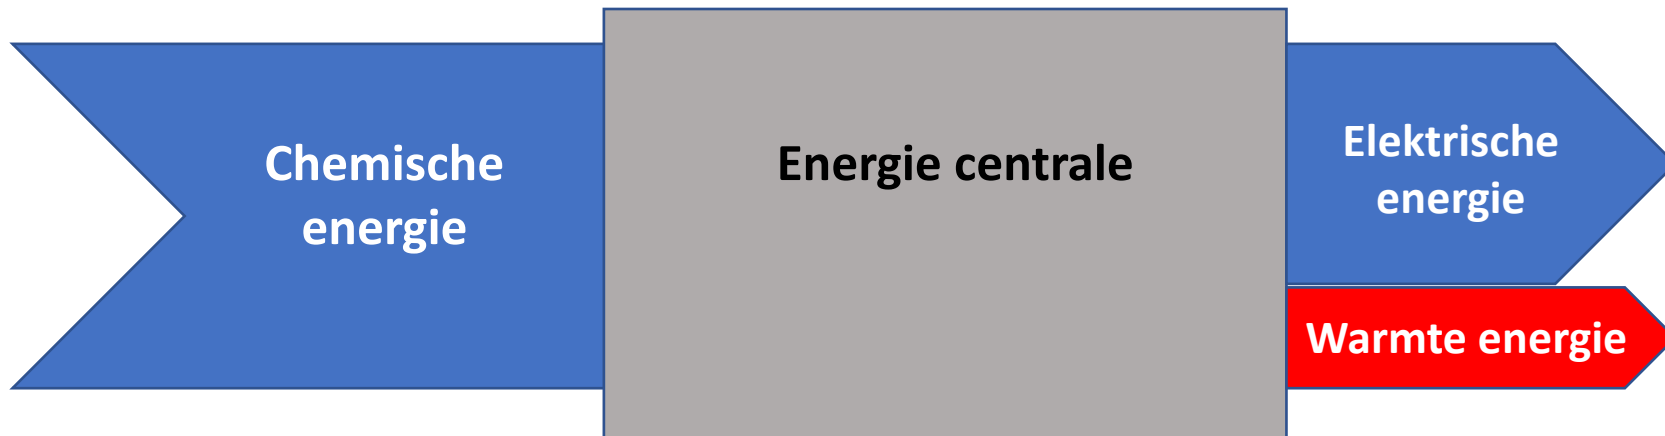 Chemische
energie
Energie centrale
Elektrische
energie
Warmte energie